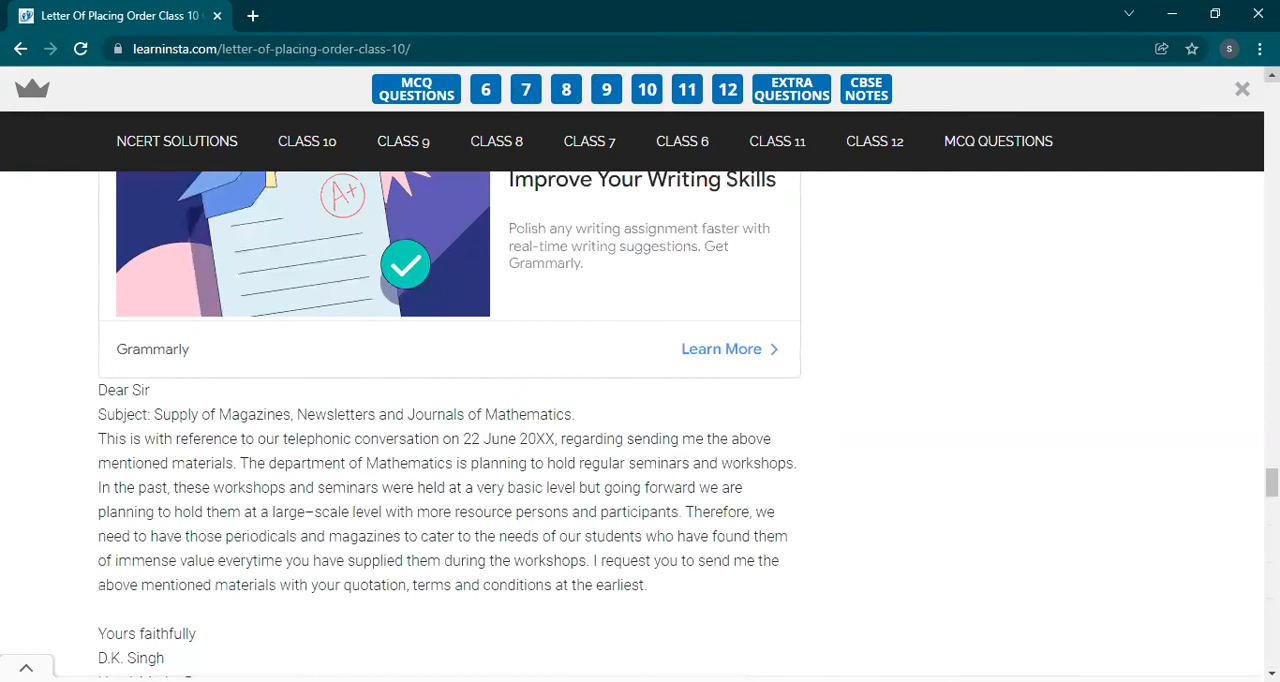 Letter Of Placing Order Class 10
learninsta.com/letter-of-placing-order-class-10/
S
MCQ QUESTIONS 6 7 8 9 10 11 12 EXTRA QUESTIONS CBSE NOTES
NCERT SOLUTIONS CLASS 10 CLASS 9 CLASS 8 CLASS 7 CLASS 6 CLASS 11 CLASS 12 MCQ QUESTIONS
A+
Improve Your Writing Skills
Polish any writing assignment faster with
real-time writing suggestions. Get
Grammarly.
Grammarly Learn More
Dear Sir
Subject: Supply of Magazines, Newsletters and Journals of Mathematics.
This is with reference to our telephonic conversation on 22 June 20XX, regarding sending me the above
mentioned materials. The department of Mathematics is planning to hold regular seminars and workshops.
In the past, these workshops and seminars were held at a very basic level but going forward we are
planning to hold them at a large–scale level with more resource persons and participants. Therefore, we
need to have those periodicals and magazines to cater to the needs of our students who have found them
of immense value everytime you have supplied them during the workshops. I request you to send me the
above mentioned materials with your quotation, terms and conditions at the earliest.
Yours faithfully
D.K. Singh